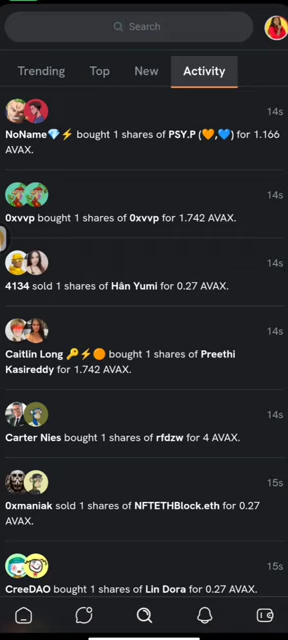 Search
Trending Top New Activity
14s
NoName💎⚡ bought 1 shares of PSY.P (🧡,💙) for 1.166
AVAX.
14s
0xvvp bought 1 shares of 0xvvp for 1.742 AVAX.
14s
4134 sold 1 shares of Hân Yumi for 0.27 AVAX.
14s
Caitlin Long 🔑⚡🟠 bought 1 shares of Preethi
Kasireddy for 1.742 AVAX.
14s
Carter Nies bought 1 shares of rfdzw for 4 AVAX.
15s
0xmaniak sold 1 shares of NFTETHBlock.eth for 0.27
AVAX.
15s
CreeDAO bought 1 shares of Lin Dora for 0.27 AVAX.